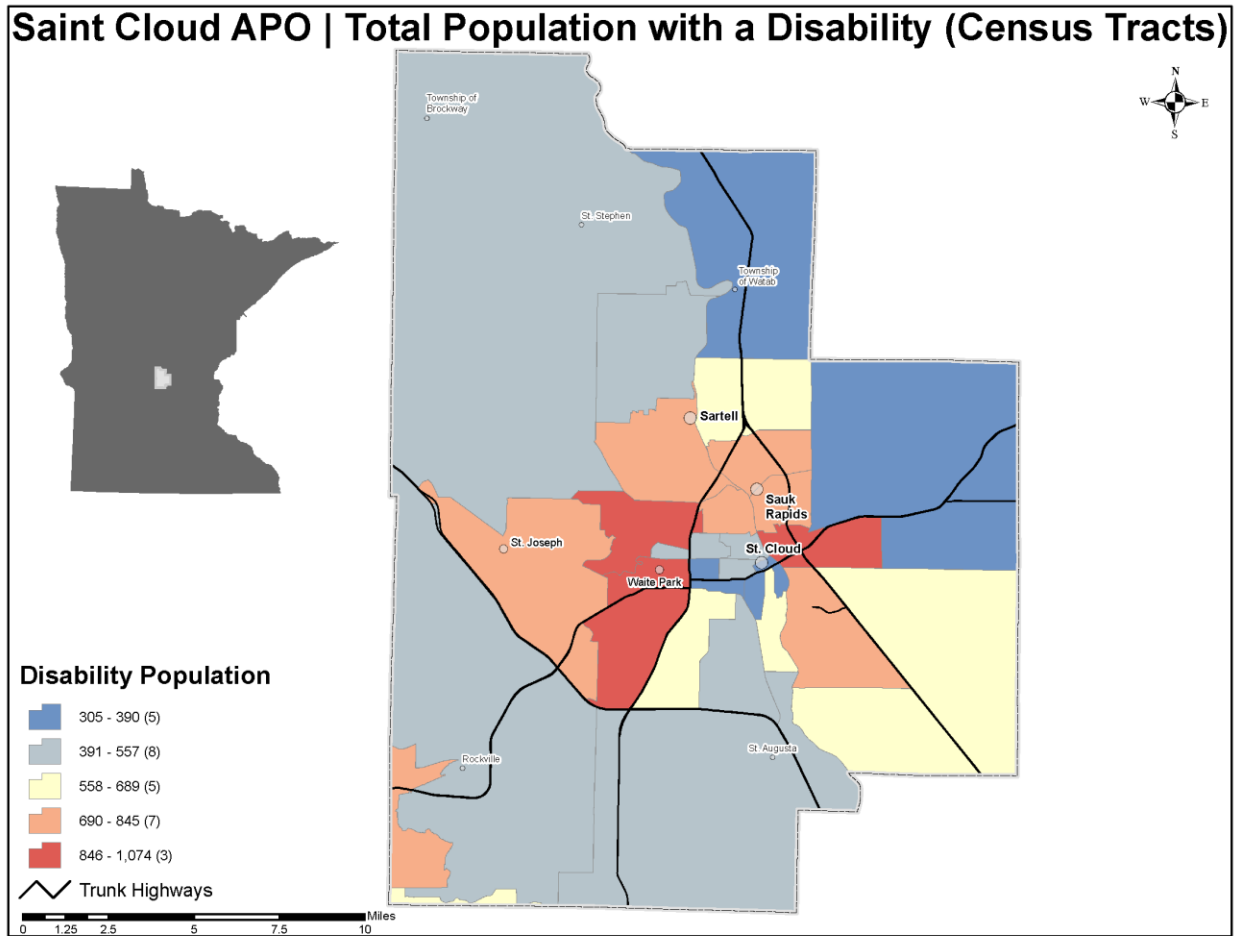 Saint Cloud APO | Total Population with a Disability (Census Tracts)
N
W
E
S
Township of
Brockway
St. Stephen
Township
of Watab
Sartell
Sauk
Rapids
St. Joseph
St. Cloud
Waite Park
Rockville
St. Augusta
Disability Population
305 - 390 (5)
391 - 557 (8)
558 - 689 (5)
690 - 845 (7)
846 - 1,074 (3)
Trunk Highways
Miles
0 1.25 2.5 5 7.5 10